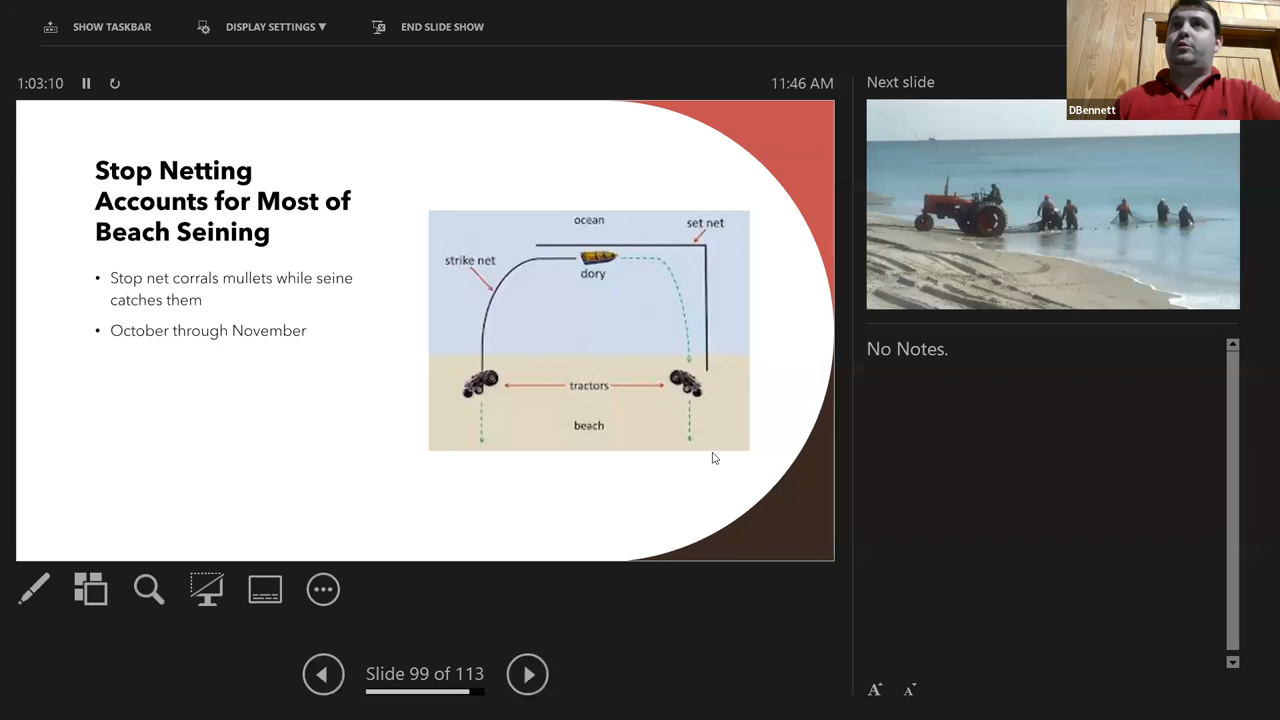 SHOW TASKBAR
DISPLAY SETTINGS ▼
END SLIDE SHOW
DBennett
1:03:10
11:46 AM
Next slide
Stop Netting
Accounts for Most of
Beach Seining
• Stop net corrals mullets while seine
catches them
• October through November
ocean
set net
strike net
dory
tractors
beach
No Notes.
Slide 99 of 113
A A